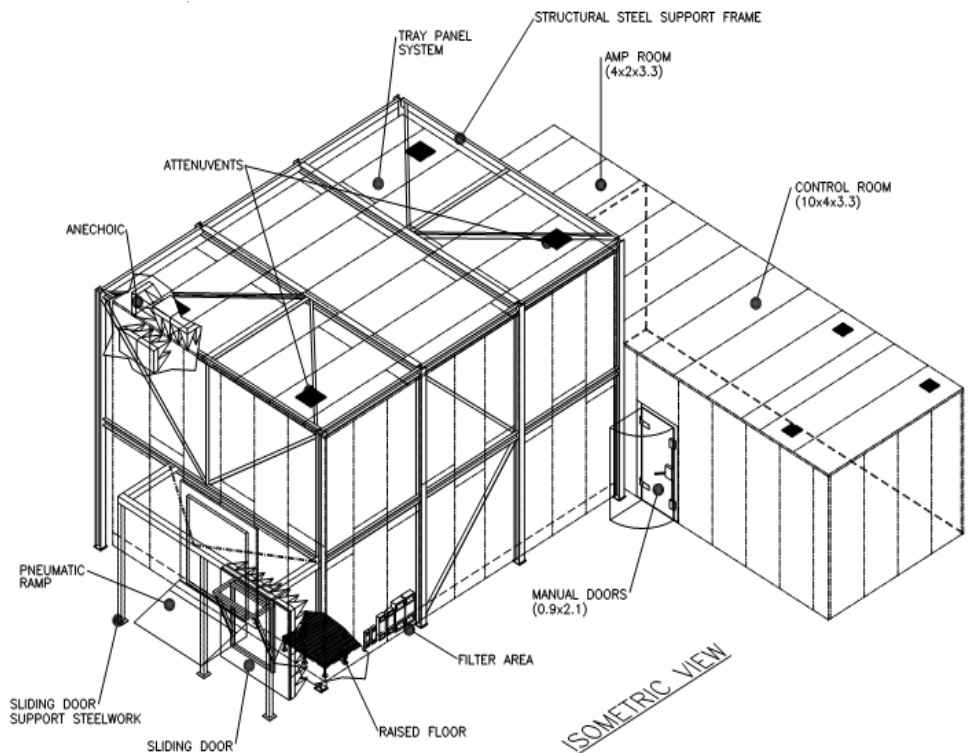 STRUCTURAL STEEL SUPPORT FRAME
TRAY PANEL
SYSTEM
AMP ROOM
(4x2x3.3)
ATTENUVENTS
CONTROL ROOM
(10x4x3.3)
ANECHOIC
PNEUMATIC
RAMP
MANUAL DOORS
(0.9x2.1)
FILTER AREA
SLIDING DOOR
SUPPORT STEELWORK
RAISED FLOOR
SLIDING DOOR
ISOMETRIC VIEW